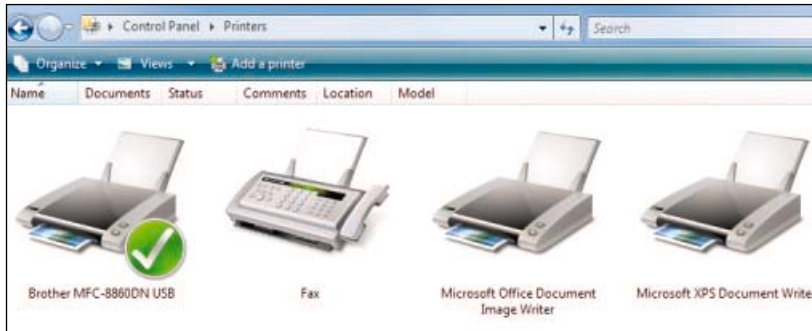 Control Panel ▸ Printers Search
Organize Views Add a printer
Name Documents Status Comments Location Model
Brother MFC-8860DN USB Fax Microsoft Office Document Microsoft XPS Document Write
Image Writer